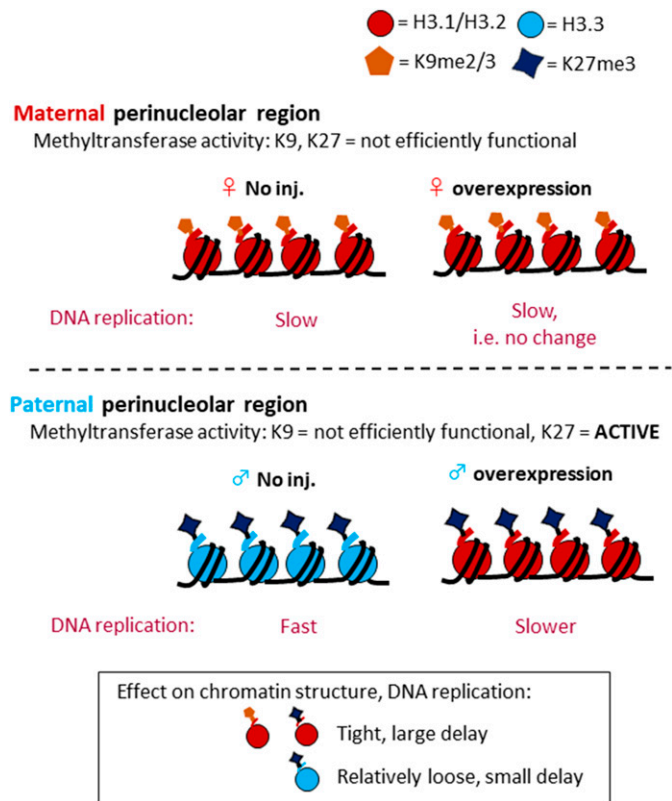 = H3.1/H3.2 = H3.3
= K9me2/3 = K27me3
Maternal perinucleolar region
Methyltransferase activity: K9, K27 = not efficiently functional
♀ No inj. ♀ overexpression
DNA replication: Slow Slow,
i.e. no change
Paternal perinucleolar region
Methyltransferase activity: K9 = not efficiently functional, K27 = ACTIVE
♂ No inj. ♂ overexpression
DNA replication: Fast Slower
Effect on chromatin structure, DNA replication:
Tight, large delay
Relatively loose, small delay